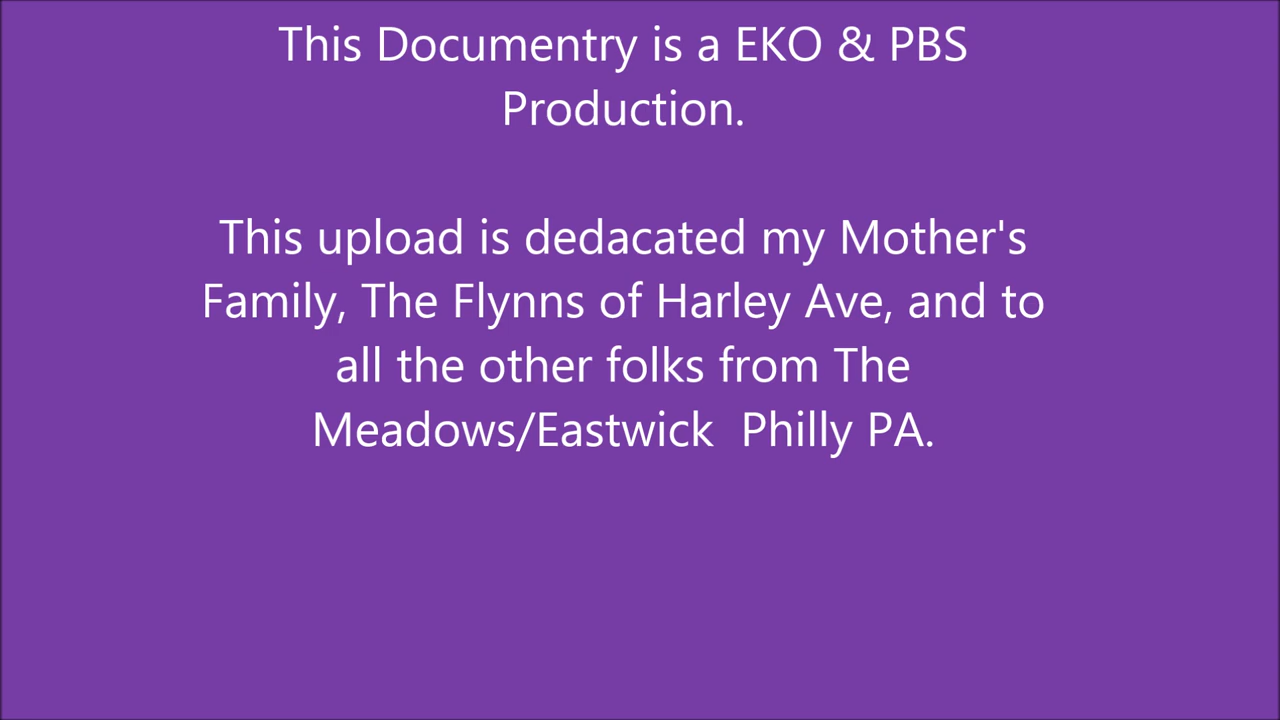 This Documentry is a EKO & PBS
Production.
This upload is dedacated my Mother's
Family, The Flynns of Harley Ave, and to
all the other folks from The
Meadows/Eastwick  Philly PA.